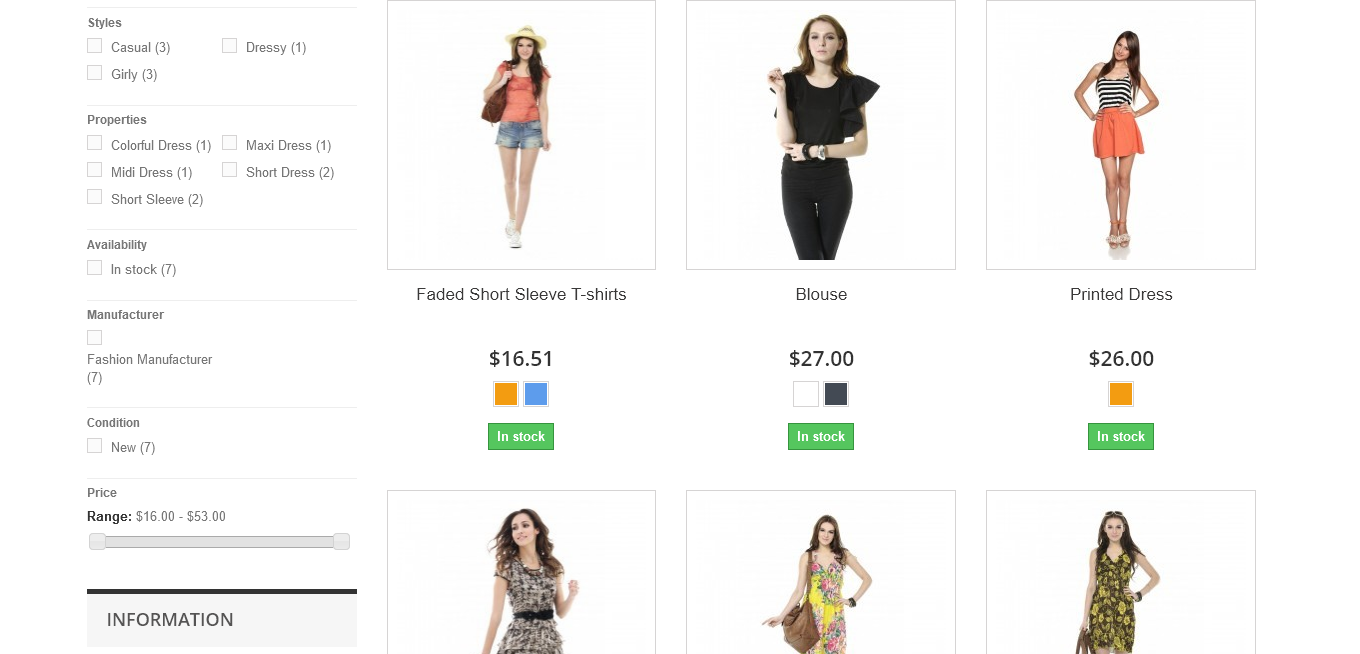 Styles
Casual (3) Dressy (1)
Girly (3)
Properties
Colorful Dress (1) Maxi Dress (1)
Midi Dress (1) Short Dress (2)
Short Sleeve (2)
Availability
In stock (7)
Manufacturer
Fashion Manufacturer
(7)
Condition
New (7)
Price
Range: $16.00 - $53.00
INFORMATION
Faded Short Sleeve T-shirts
$16.51
In stock
Blouse
$27.00
In stock
Printed Dress
$26.00
In stock